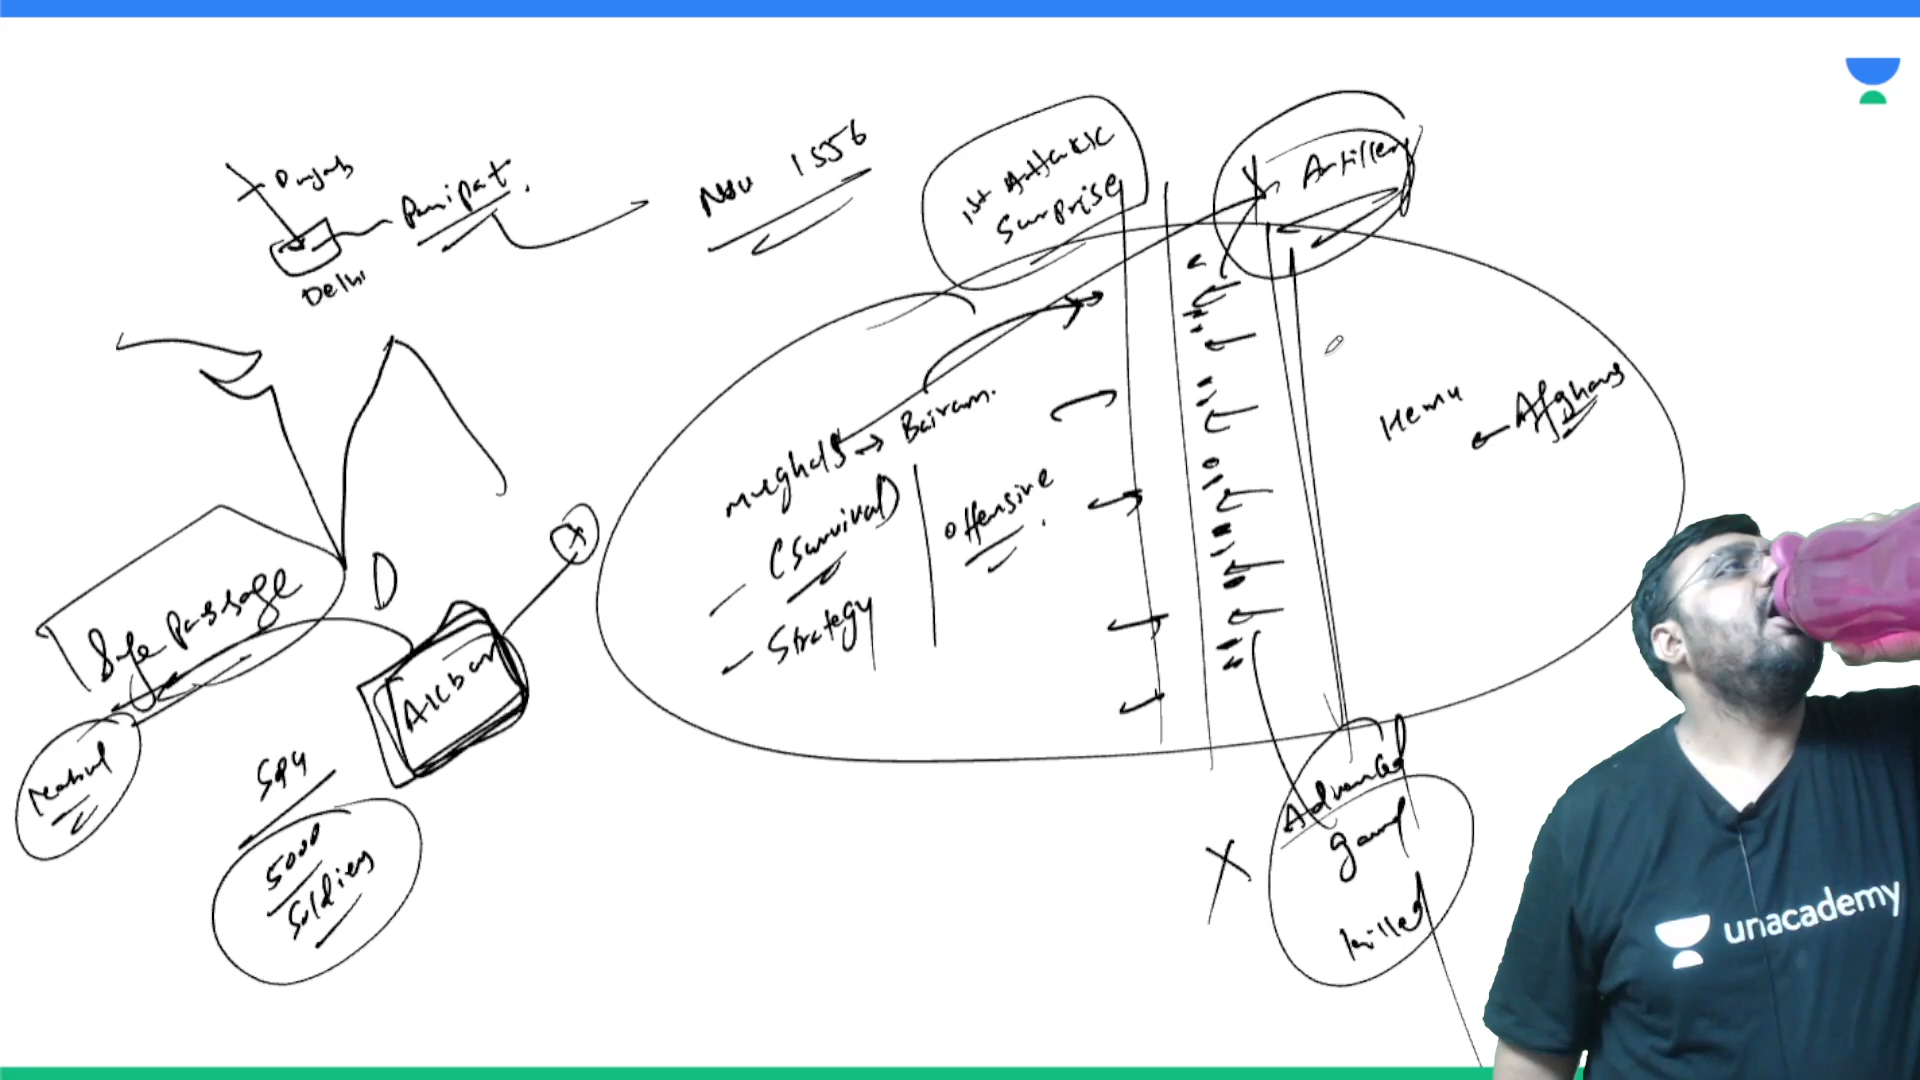 Punjab
Panipat.
Delhi
Nov 1556
1st Attack
Surprise
Artillery
Mughals → Bairam.
(Survival)
- Strategy
offensive.
Hemu
← Afghans
Safe passage
D
Akbar
Kabul
5000
Soldiers
X
Advanced
guard
killed
unacademy